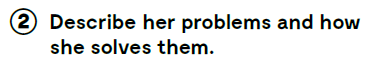 ② Describe her problems and how
she solves them.